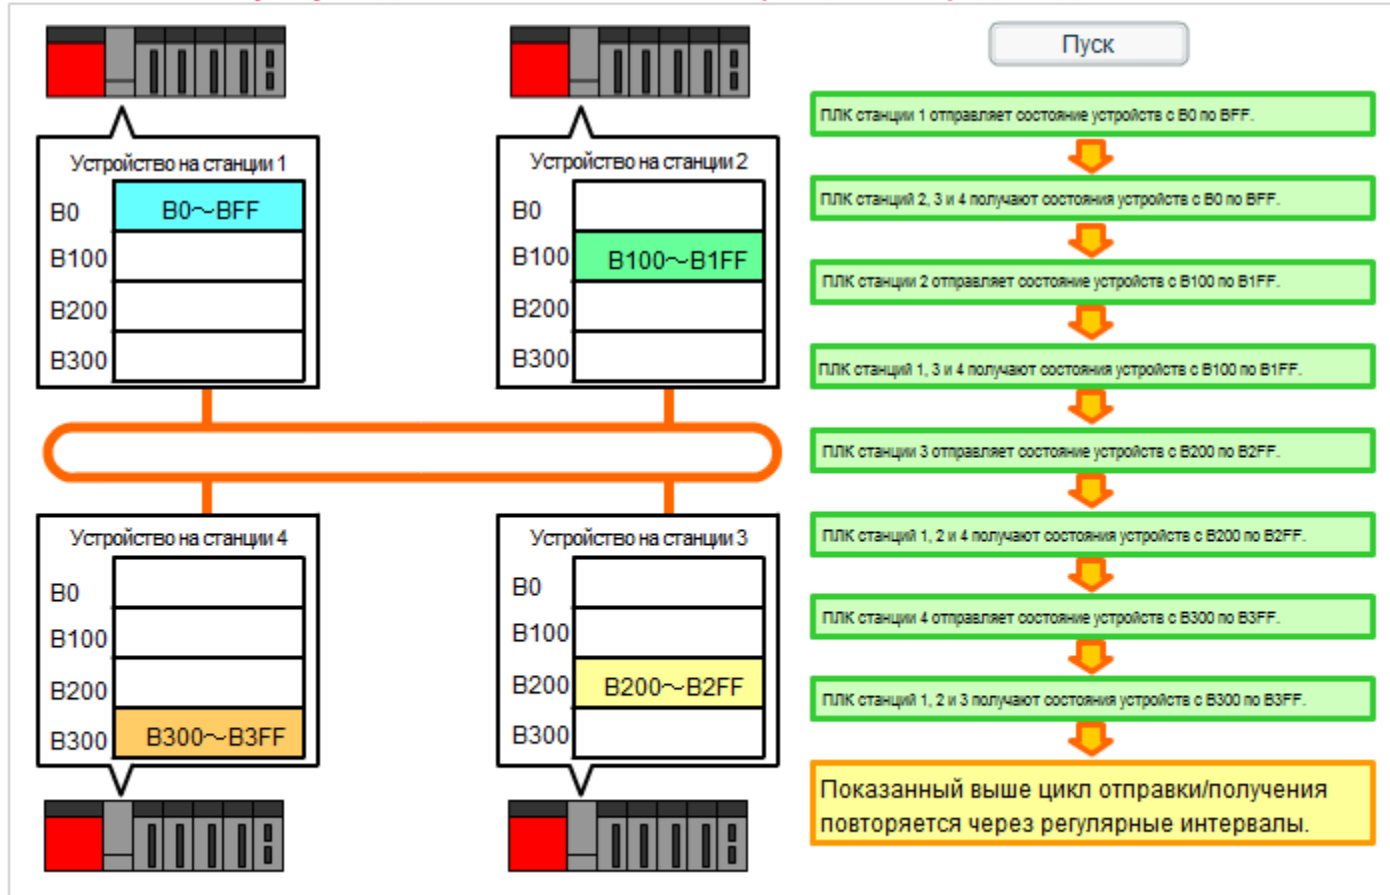 Пуск
Устройство на станции 1
B0
B0～BFF
B100
B200
B300
Устройство на станции 2
B0
B100
B100～B1FF
B200
B300
Устройство на станции 4
B0
B100
B200
B300
B300～B3FF
Устройство на станции 3
B0
B100
B200
B200～B2FF
B300
ПЛК станции 1 отправляет состояние устройств с B0 по BFF.
ПЛК станций 2, 3 и 4 получают состояния устройств с B0 по BFF.
ПЛК станции 2 отправляет состояние устройств с B100 по B1FF.
ПЛК станций 1, 3 и 4 получают состояния устройств с B100 по B1FF.
ПЛК станции 3 отправляет состояние устройств с B200 по B2FF.
ПЛК станций 1, 2 и 4 получают состояния устройств с B200 по B2FF.
ПЛК станции 4 отправляет состояние устройств с B300 по B3FF.
ПЛК станций 1, 2 и 3 получают состояния устройств с B300 по B3FF.
Показанный выше цикл отправки/получения
повторяется через регулярные интервалы.